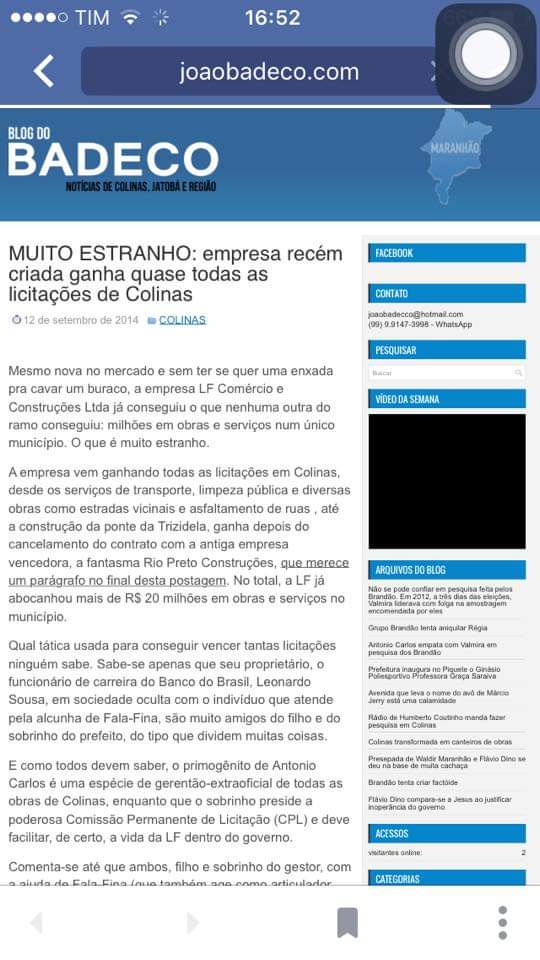 TIM
16:52
joaobadeco.com
BLOG DO
BADECO
NOTÍCIAS DE COLINAS, JATOBÁ E REGIÃO
MARANHÃO
MUITO ESTRANHO: empresa recém
criada ganha quase todas as
licitações de Colinas
12 de setembro de 2014 COLINAS
Mesmo nova no mercado e sem ter se quer uma enxada
pra cavar um buraco, a empresa LF Comércio e
Construções Ltda já conseguiu o que nenhuma outra do
ramo conseguiu: milhões em obras e serviços num único
município. O que é muito estranho.
A empresa vem ganhando todas as licitações em Colinas,
desde os serviços de transporte, limpeza pública e diversas
obras como estradas vicinais e asfaltamento de ruas , até
a construção da ponte da Trizidela, ganha depois do
cancelamento do contrato com a antiga empresa
vencedora, a fantasma Rio Preto Construções, que merece
um parágrafo no final desta postagem. No total, a LF já
abocanhou mais de R$ 20 milhões em obras e serviços no
município.
Qual tática usada para conseguir vencer tantas licitações
ninguém sabe. Sabe-se apenas que seu proprietário, o
funcionário de carreira do Banco do Brasil, Leonardo
Sousa, em sociedade oculta com o indivíduo que atende
pela alcunha de Fala-Fina, são muito amigos do filho e do
sobrinho do prefeito, do tipo que dividem muitas coisas.
E como todos devem saber, o primogênito de Antonio
Carlos é uma espécie de gerentão-extraoficial de todas as
obras de Colinas, enquanto que o sobrinho preside a
poderosa Comissão Permanente de Licitação (CPL) e deve
facilitar, de certo, a vida da LF dentro do governo.
Comenta-se até que ambos, filho e sobrinho do gestor, com
a ajuda de Fala-Fina (que também age como articulador
FACEBOOK
CONTATO
joaobadecco@hotmail.com
(99) 9.9147-3998 - WhatsApp
PESQUISAR
Buscar
VÍDEO DA SEMANA
ARQUIVOS DO BLOG
Não se pode confiar em pesquisa feita pelos
Brandão. Em 2012, a três dias das eleições,
Valmira liderava com folga na amostragem
encomendada por eles
Grupo Brandão tenta aniquilar Régia
Antonio Carlos empata com Valmira em
pesquisa dos Brandão
Prefeitura inaugura no Piquete o Ginásio
Poliesportivo Professora Graça Saraiva
Avenida que leva o nome do avô de Márcio
Jerry está uma calamidade
Rádio de Humberto Coutinho manda fazer
pesquisa em Colinas
Colinas transformada em canteiros de obras
Presepada de Waldir Maranhão e Flávio Dino se
deu na base de muita cachaça
Brandão tenta criar factóide
Flávio Dino compara-se a Jesus ao justificar
inoperância do governo
ACESSOS
visitantes online: 2
CATEGORIAS